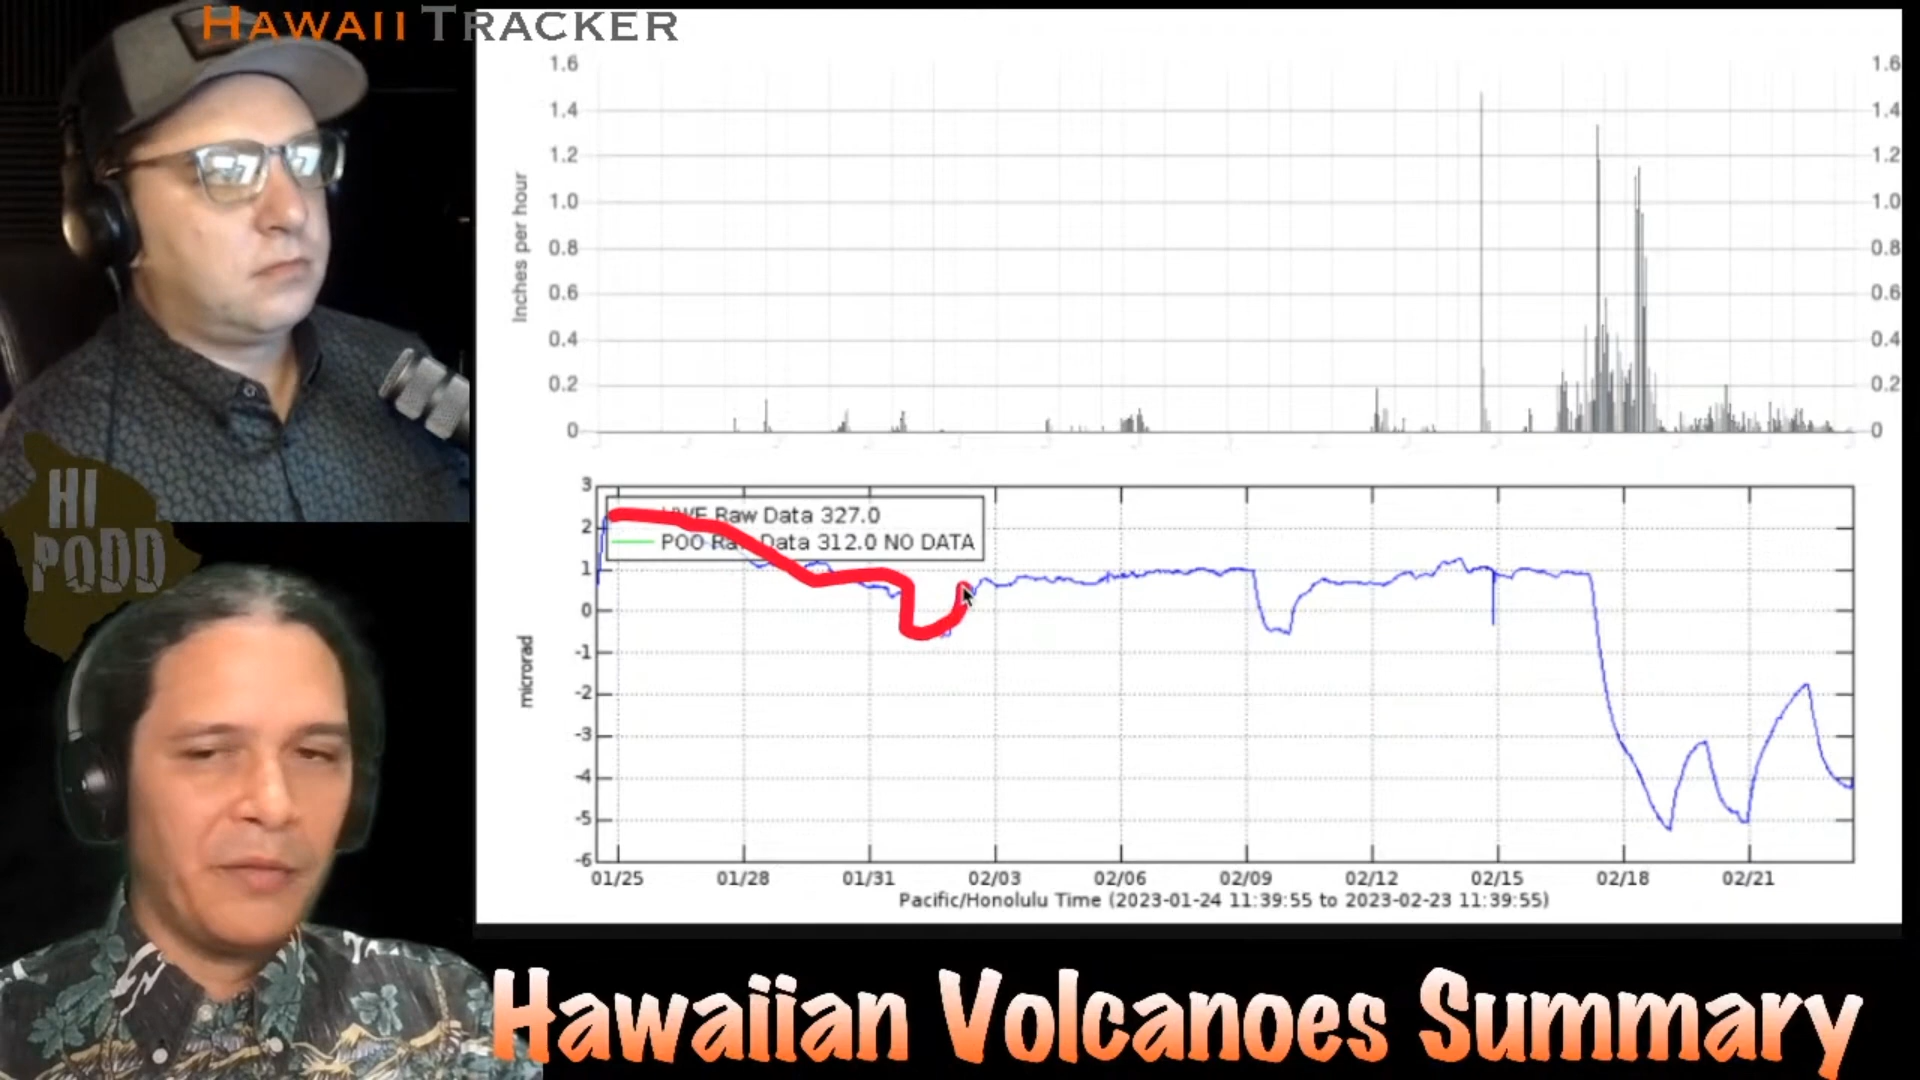 HAWAII TRACKER
1.6
1.6
1.4
1.4
1.2
1.2
1.0
1.0
0.8
0.8
0.6
0.6
0.4
0.4
0.2
0.2
0
0
Inches per hour
HI
PODD
3
2
1
0
-1
-2
-3
-4
-5
-6
microrad
Raw Data 327.0
POO Raw Data 312.0 NO DATA
01/25 01/28 01/31 02/03 02/06 02/09 02/12 02/15 02/18 02/21
Pacific/Honolulu Time (2023-01-24 11:39:55 to 2023-02-23 11:39:55)
Hawaiian Volcanoes Summary